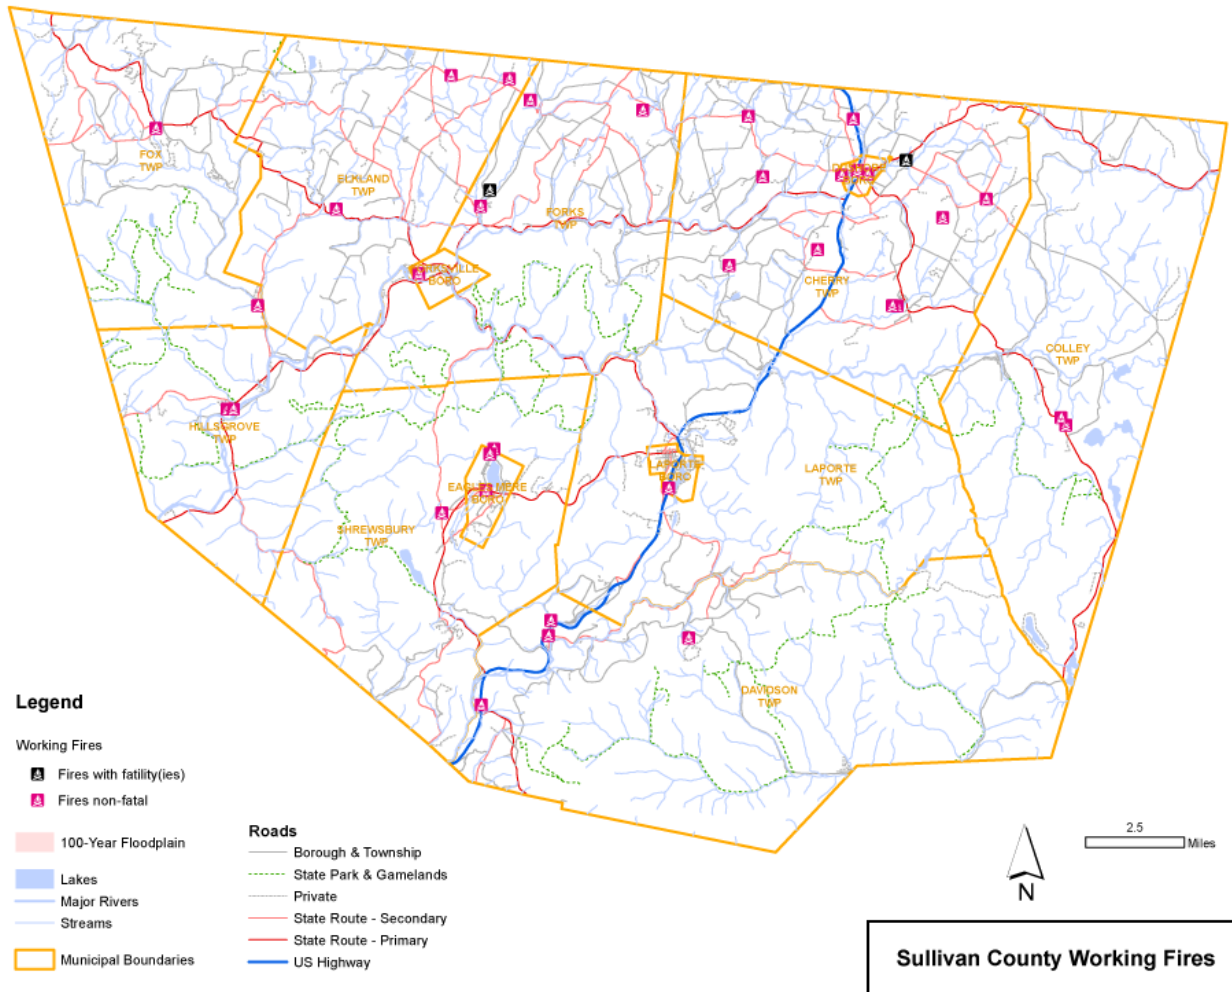 FOX
TWP
ELKLAND
TWP
FORKS
TWP
BORO
CHERRY
TWP
COLLEY
TWP
HILLSGROVE
TWP
EAGLES MERE
BORO
LAPORTE
BORO
LAPORTE
TWP
SHREWSBURY
TWP
DAVIDSON
TWP
Legend
Working Fires
Fires with fatility(ies)
Fires non-fatal
100-Year Floodplain
Lakes
Major Rivers
Streams
Municipal Boundaries
Roads
Borough & Township
State Park & Gamelands
Private
State Route - Secondary
State Route - Primary
US Highway
N
2.5
Miles
Sullivan County Working Fires